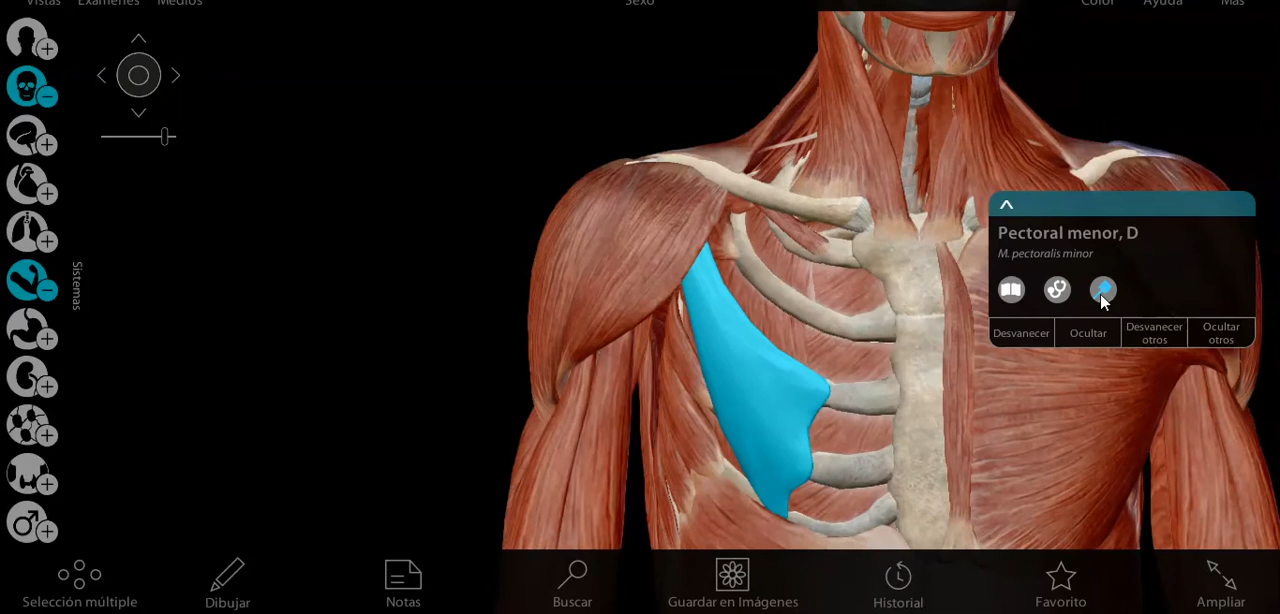 Vistas
Exámenes
Medios
Sexo
Color
Ayuda
Más
Sistemas
Pectoral menor, D
M. pectoralis minor
Desvanecer
Ocultar
Desvanecer
otros
Ocultar
otros
Selección múltiple
Dibujar
Notas
Buscar
Guardar en Imágenes
Historial
Favorito
Ampliar